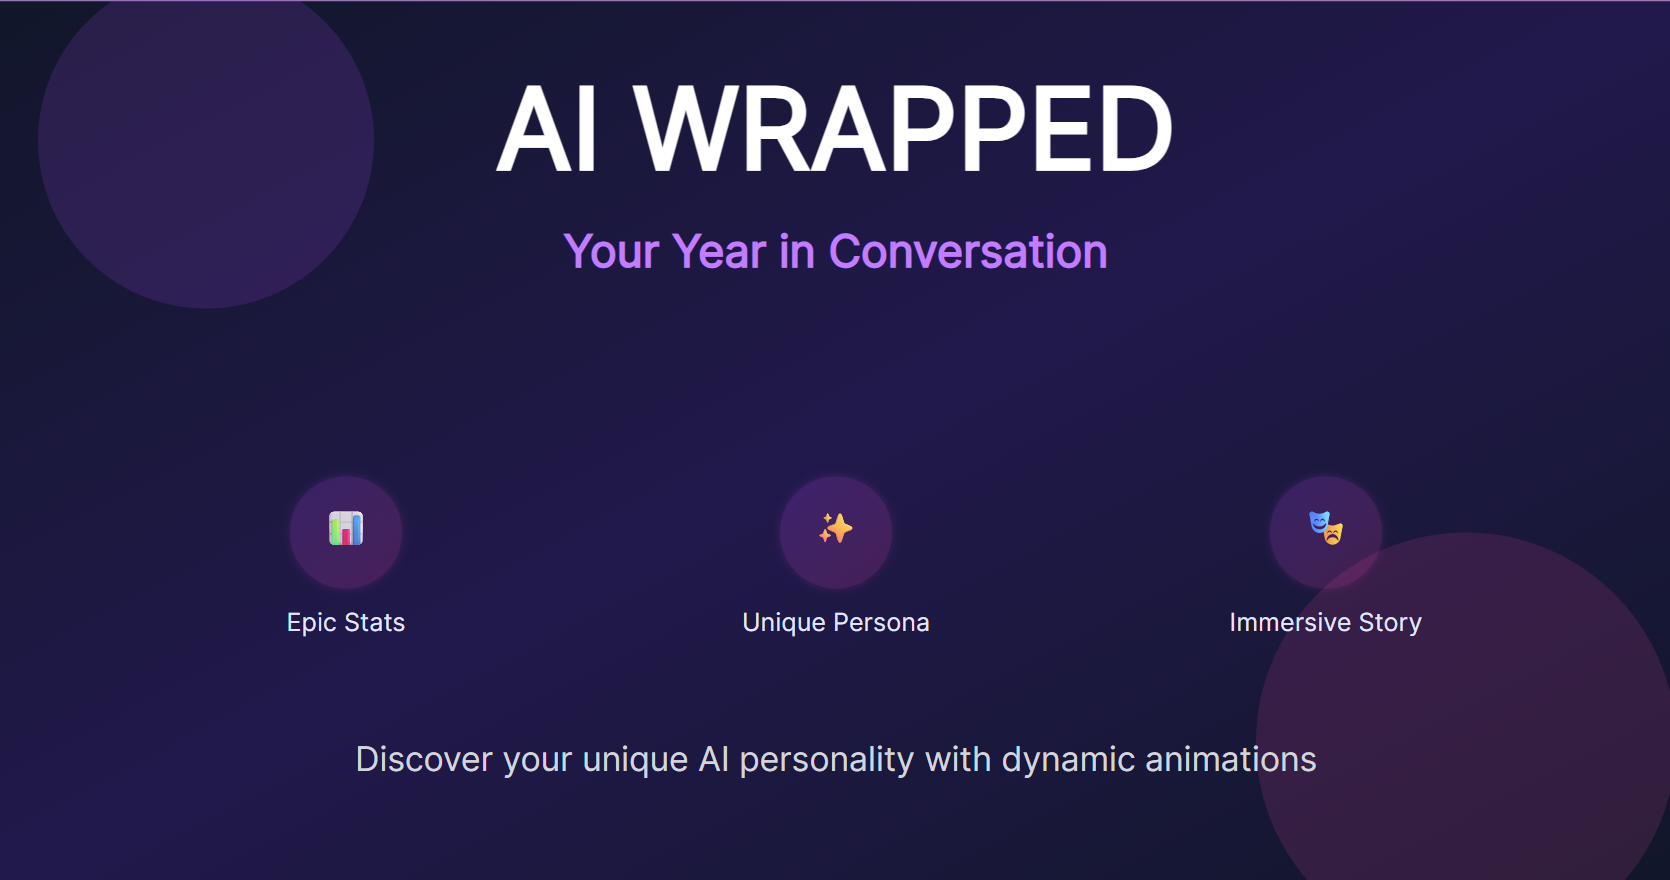 AI WRAPPED
Your Year in Conversation
Epic Stats
Unique Persona
Immersive Story
Discover your unique AI personality with dynamic animations